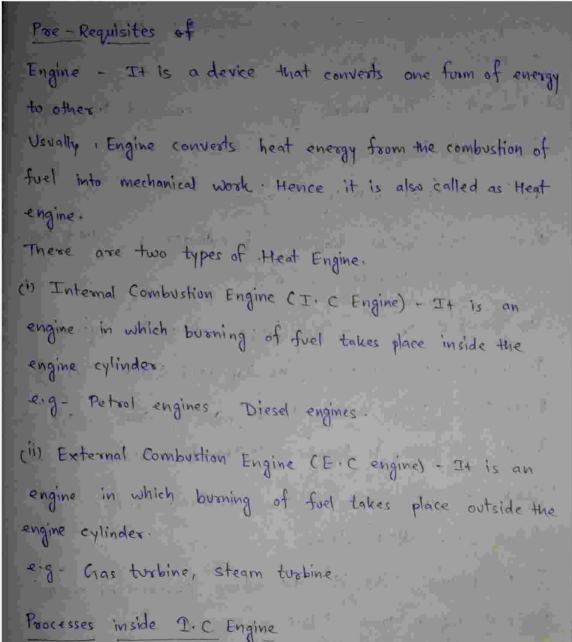 Pre-Requisites of
Engine - It is a device that converts one form of energy
to other.
Usually, Engine converts heat energy from the combustion of
fuel into mechanical work. Hence it is also called as Heat
engine.
There are two types of Heat Engine.
(i) Internal Combustion Engine (I.C Engine) - It is an
engine in which burning of fuel takes place inside the
engine cylinder.
e.g- Petrol engines, Diesel engines.
(ii) External Combustion Engine (E.C engine) - It is an
engine in which burning of fuel takes place outside the
engine cylinder.
e.g- Gas turbine, steam turbine.
Processes inside I.C Engine